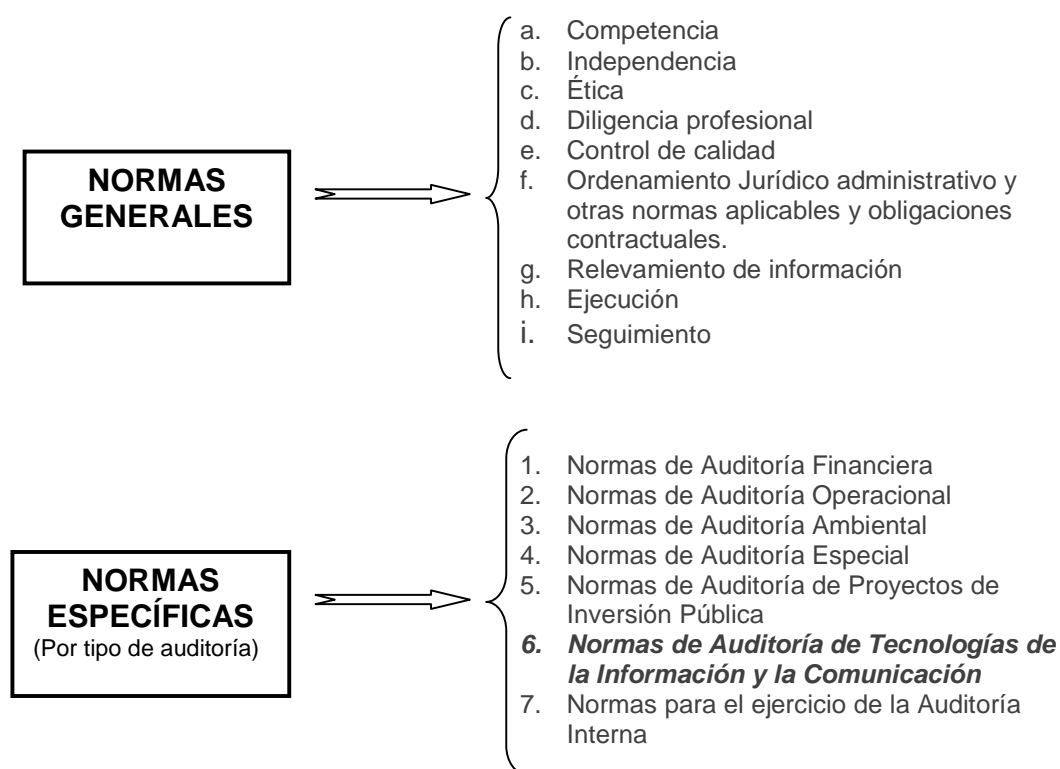 NORMAS
GENERALES
a. Competencia
b. Independencia
c. Ética
d. Diligencia profesional
e. Control de calidad
f. Ordenamiento Jurídico administrativo y
otras normas aplicables y obligaciones
contractuales.
g. Relevamiento de información
h. Ejecución
i. Seguimiento
NORMAS
ESPECÍFICAS
(Por tipo de auditoría)
1. Normas de Auditoría Financiera
2. Normas de Auditoría Operacional
3. Normas de Auditoría Ambiental
4. Normas de Auditoría Especial
5. Normas de Auditoría de Proyectos de
Inversión Pública
6. Normas de Auditoría de Tecnologías de
la Información y la Comunicación
7. Normas para el ejercicio de la Auditoría
Interna